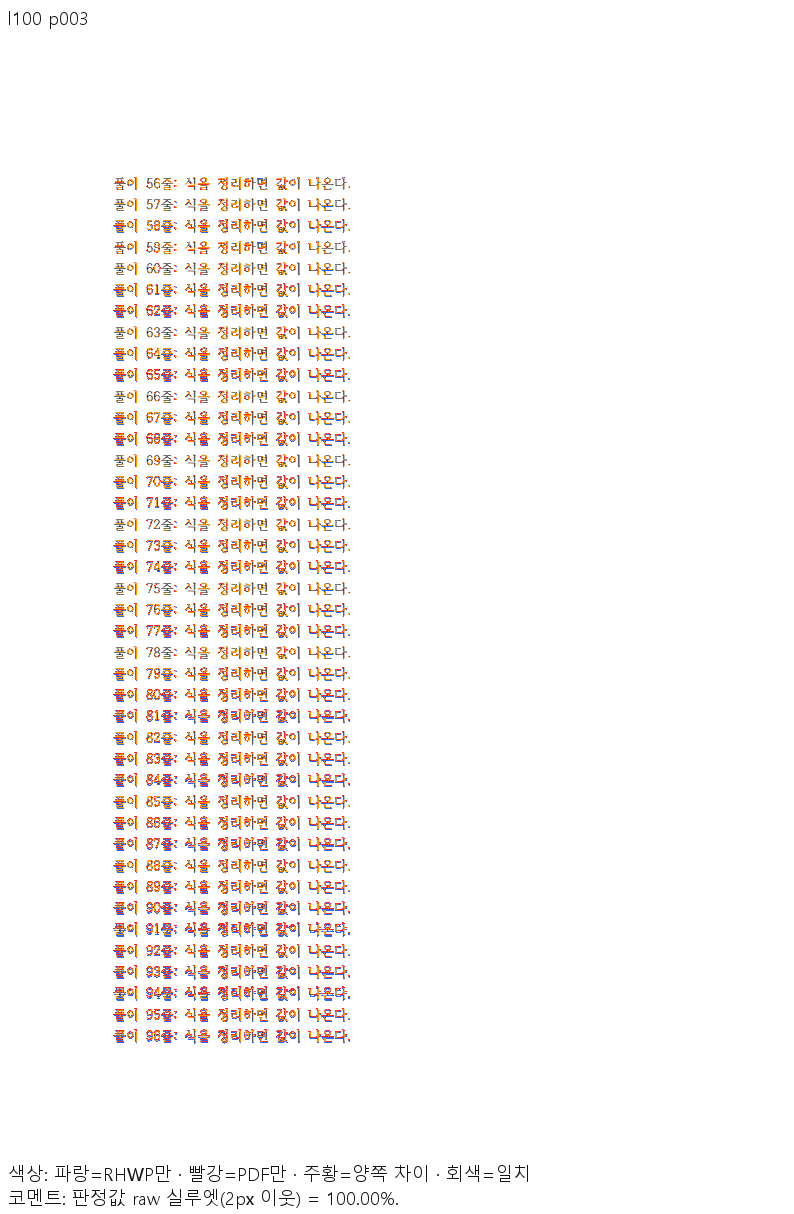 l100 p003
풀이 56줄: 식을 정리하면 값이 나온다.
풀이 57줄: 식을 정리하면 값이 나온다.
풀이 58줄: 식을 정리하면 값이 나온다.
풀이 59줄: 식을 정리하면 값이 나온다.
풀이 60줄: 식을 정리하면 값이 나온다.
풀이 61줄: 식을 정리하면 값이 나온다.
풀이 62줄: 식을 정리하면 값이 나온다.
풀이 63줄: 식을 정리하면 값이 나온다.
풀이 64줄: 식을 정리하면 값이 나온다.
풀이 65줄: 식을 정리하면 값이 나온다.
풀이 66줄: 식을 정리하면 값이 나온다.
풀이 67줄: 식을 정리하면 값이 나온다.
풀이 68줄: 식을 정리하면 값이 나온다.
풀이 69줄: 식을 정리하면 값이 나온다.
풀이 70줄: 식을 정리하면 값이 나온다.
풀이 71줄: 식을 정리하면 값이 나온다.
풀이 72줄: 식을 정리하면 값이 나온다.
풀이 73줄: 식을 정리하면 값이 나온다.
풀이 74줄: 식을 정리하면 값이 나온다.
풀이 75줄: 식을 정리하면 값이 나온다.
풀이 76줄: 식을 정리하면 값이 나온다.
풀이 77줄: 식을 정리하면 값이 나온다.
풀이 78줄: 식을 정리하면 값이 나온다.
풀이 79줄: 식을 정리하면 값이 나온다.
풀이 80줄: 식을 정리하면 값이 나온다.
풀이 81줄: 식을 정리하면 값이 나온다.
풀이 82줄: 식을 정리하면 값이 나온다.
풀이 83줄: 식을 정리하면 값이 나온다.
풀이 84줄: 식을 정리하면 값이 나온다.
풀이 85줄: 식을 정리하면 값이 나온다.
풀이 86줄: 식을 정리하면 값이 나온다.
풀이 87줄: 식을 정리하면 값이 나온다.
풀이 88줄: 식을 정리하면 값이 나온다.
풀이 89줄: 식을 정리하면 값이 나온다.
풀이 90줄: 식을 정리하면 값이 나온다.
풀이 91줄: 식을 정리하면 값이 나온다.
풀이 92줄: 식을 정리하면 값이 나온다.
풀이 93줄: 식을 정리하면 값이 나온다.
풀이 94줄: 식을 정리하면 값이 나온다.
풀이 95줄: 식을 정리하면 값이 나온다.
풀이 96줄: 식을 정리하면 값이 나온다.
색상: 파랑=RHWP만 · 빨강=PDF만 · 주황=양쪽 차이 · 회색=일치
코멘트: 판정값 raw 실루엣(2px 이웃) = 100.00%.